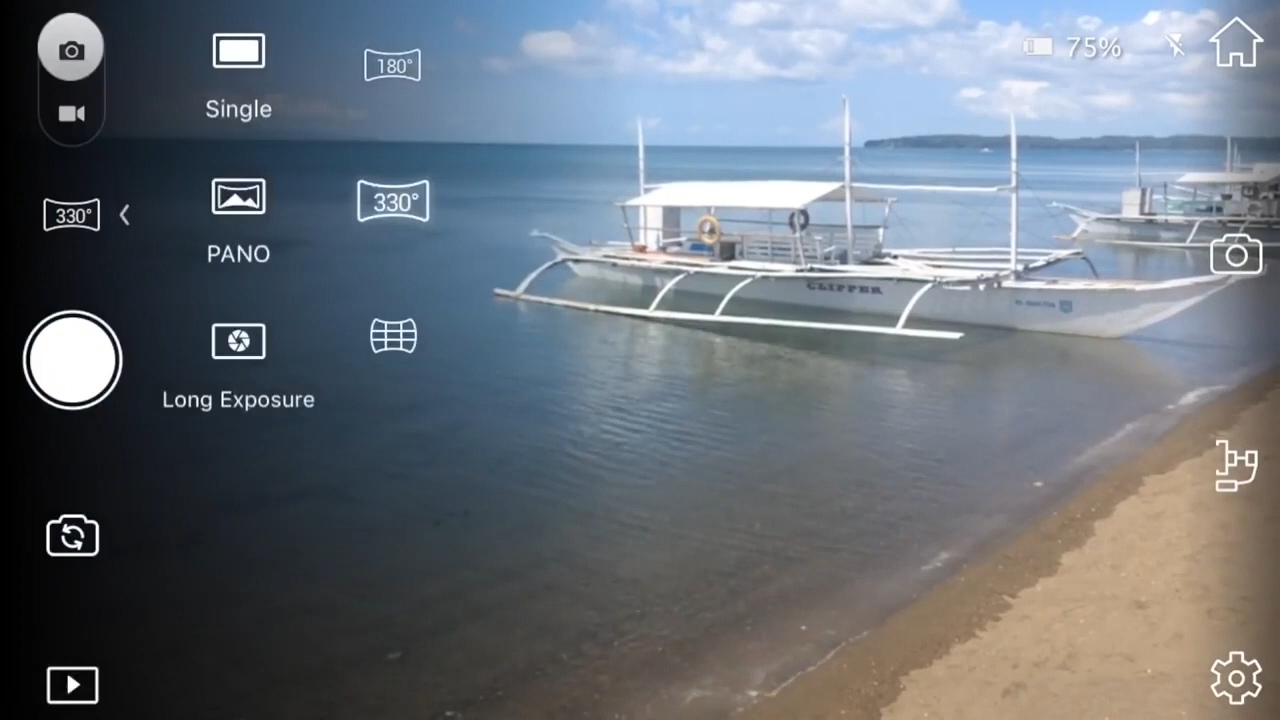 Single
180°
75%
330°
PANO
330°
Long Exposure
CLIPPER